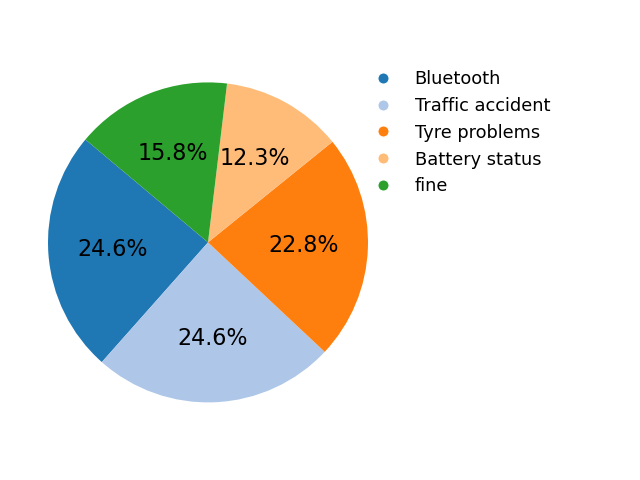 Bluetooth
Traffic accident
Tyre problems
Battery status
fine
15.8%
12.3%
24.6%
22.8%
24.6%